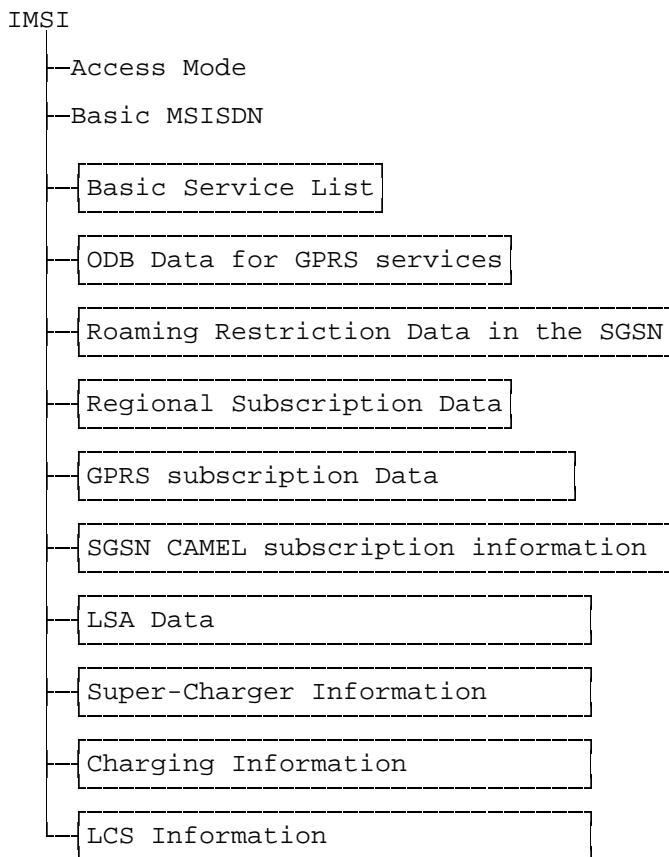 IMSI
Access Mode
Basic MSISDN
Basic Service List
ODB Data for GPRS services
Roaming Restriction Data in the SGSN
Regional Subscription Data
GPRS subscription Data
SGSN CAMEL subscription information
LSA Data
Super-Charger Information
Charging Information
LCS Information